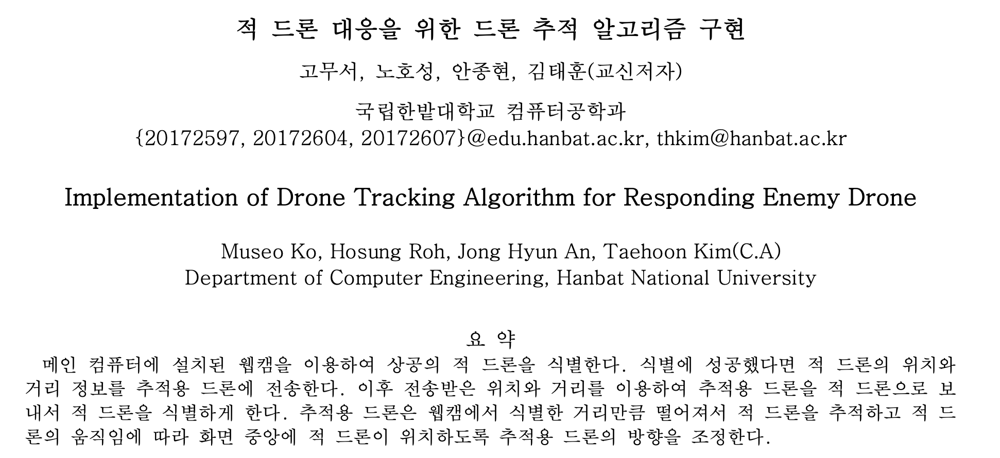 적 드론 대응을 위한 드론 추적 알고리즘 구현
고무서, 노호성, 안종현, 김태훈(교신저자)
국립한밭대학교 컴퓨터공학과
{20172597, 20172604, 20172607}@edu.hanbat.ac.kr, thkim@hanbat.ac.kr
Implementation of Drone Tracking Algorithm for Responding Enemy Drone
Museo Ko, Hosung Roh, Jong Hyun An, Taehoon Kim(C.A)
Department of Computer Engineering, Hanbat National University
요 약
메인 컴퓨터에 설치된 웹캠을 이용하여 상공의 적 드론을 식별한다. 식별에 성공했다면 적 드론의 위치와
거리 정보를 추적용 드론에 전송한다. 이후 전송받은 위치와 거리를 이용하여 추적용 드론을 적 드론으로 보
내서 적 드론을 식별하게 한다. 추적용 드론은 웹캠에서 식별한 거리만큼 떨어져서 적 드론을 추적하고 적 드
론의 움직임에 따라 화면 중앙에 적 드론이 위치하도록 추적용 드론의 방향을 조정한다.